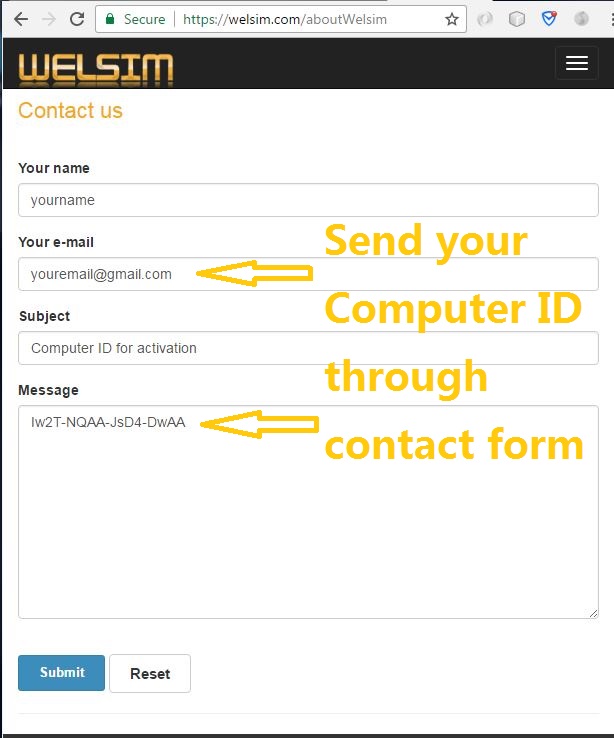 Secure
https://welsim.com/aboutWelsim
WELSIM
Contact us
Your name
yourname
Your e-mail
youremail@gmail.com
Subject
Computer ID for activation
Message
Iw2T-NQAA-JsD4-DwAA
Send your
Computer ID
through
contact form
Submit
Reset